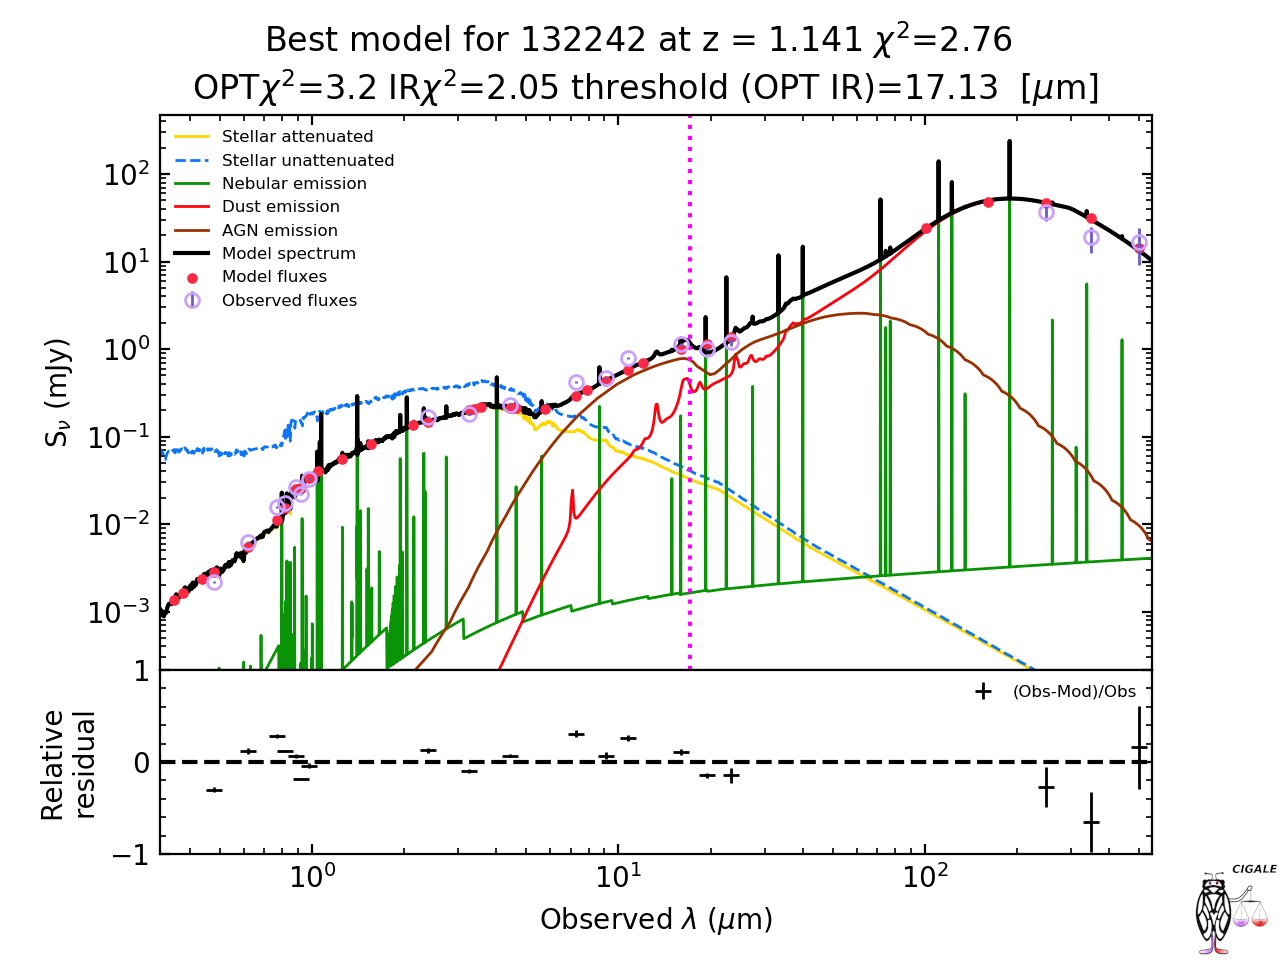 Best model for 132242 at z = 1.141 χ²=2.76
OPTχ²=3.2 IRχ²=2.05 threshold (OPT IR)=17.13 [μm]
Stellar attenuated
Stellar unattenuated
Nebular emission
Dust emission
AGN emission
Model spectrum
Model fluxes
Observed fluxes
10²
10¹
10⁰
10⁻¹
10⁻²
10⁻³
Sν (mJy)
(Obs-Mod)/Obs
1
0
−1
Relative
residual
10⁰ 10¹ 10²
Observed λ (μm)
CIGALE